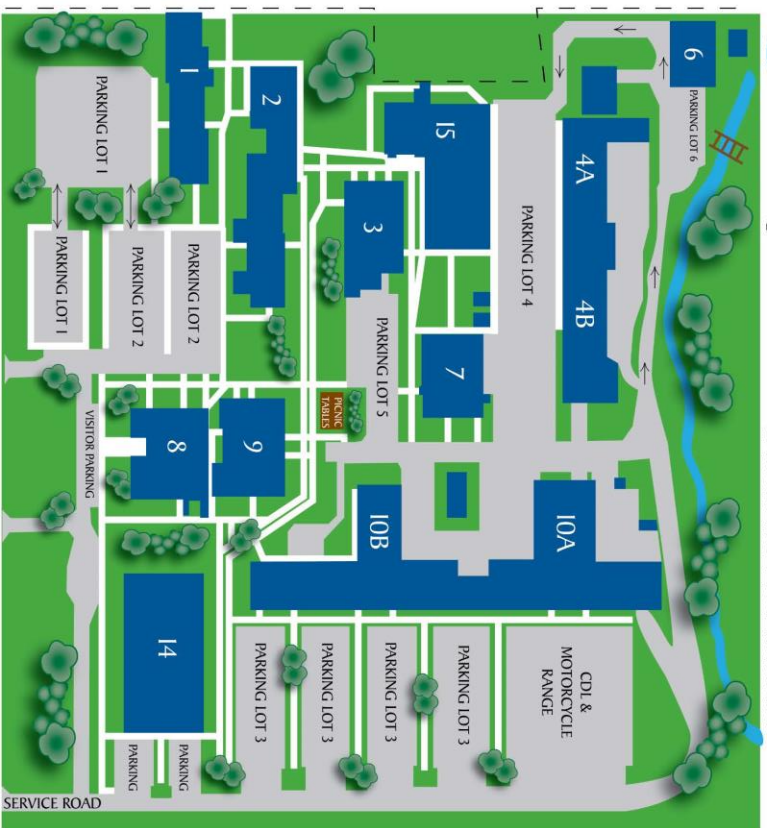 1
2
15
6
PARKING LOT 1
PARKING LOT 6
4A
PARKING LOT 4
3
PARKING LOT 1
PARKING LOT 2
PARKING LOT 2
4B
PARKING LOT 5
7
PICNIC
TABLES
VISITOR PARKING
8
9
10B
10A
14
PARKING LOT 3
PARKING LOT 3
PARKING LOT 3
PARKING LOT 3
CDL &
MOTORCYCLE
RANGE
PARKING
PARKING
SERVICE ROAD